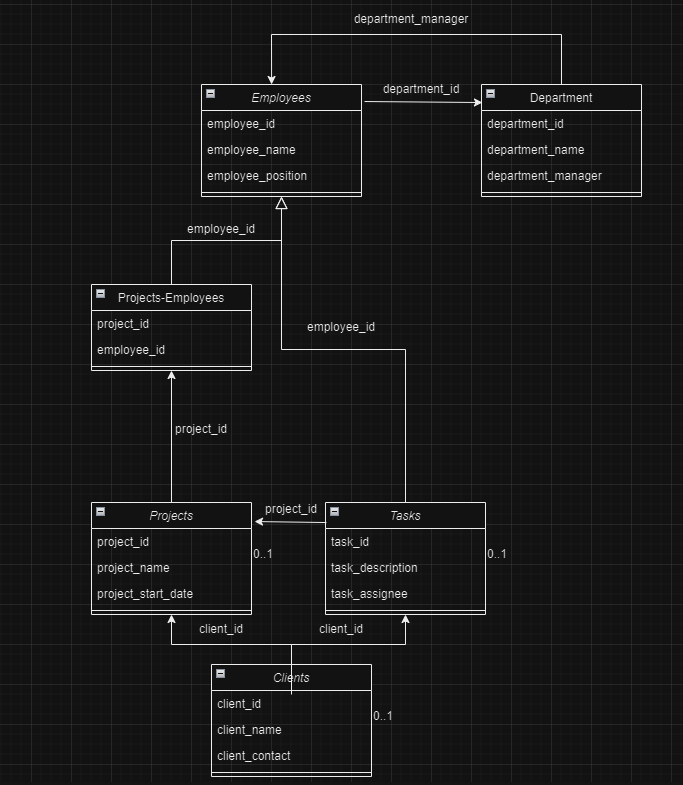 department_manager
Employees
employee_id
employee_name
employee_position
department_id
Department
department_id
department_name
department_manager
employee_id
Projects-Employees
project_id
employee_id
employee_id
project_id
Projects
project_id
project_name
project_start_date
0..1
project_id
Tasks
task_id
task_description
task_assignee
0..1
client_id
client_id
Clients
client_id
client_name
client_contact
0..1